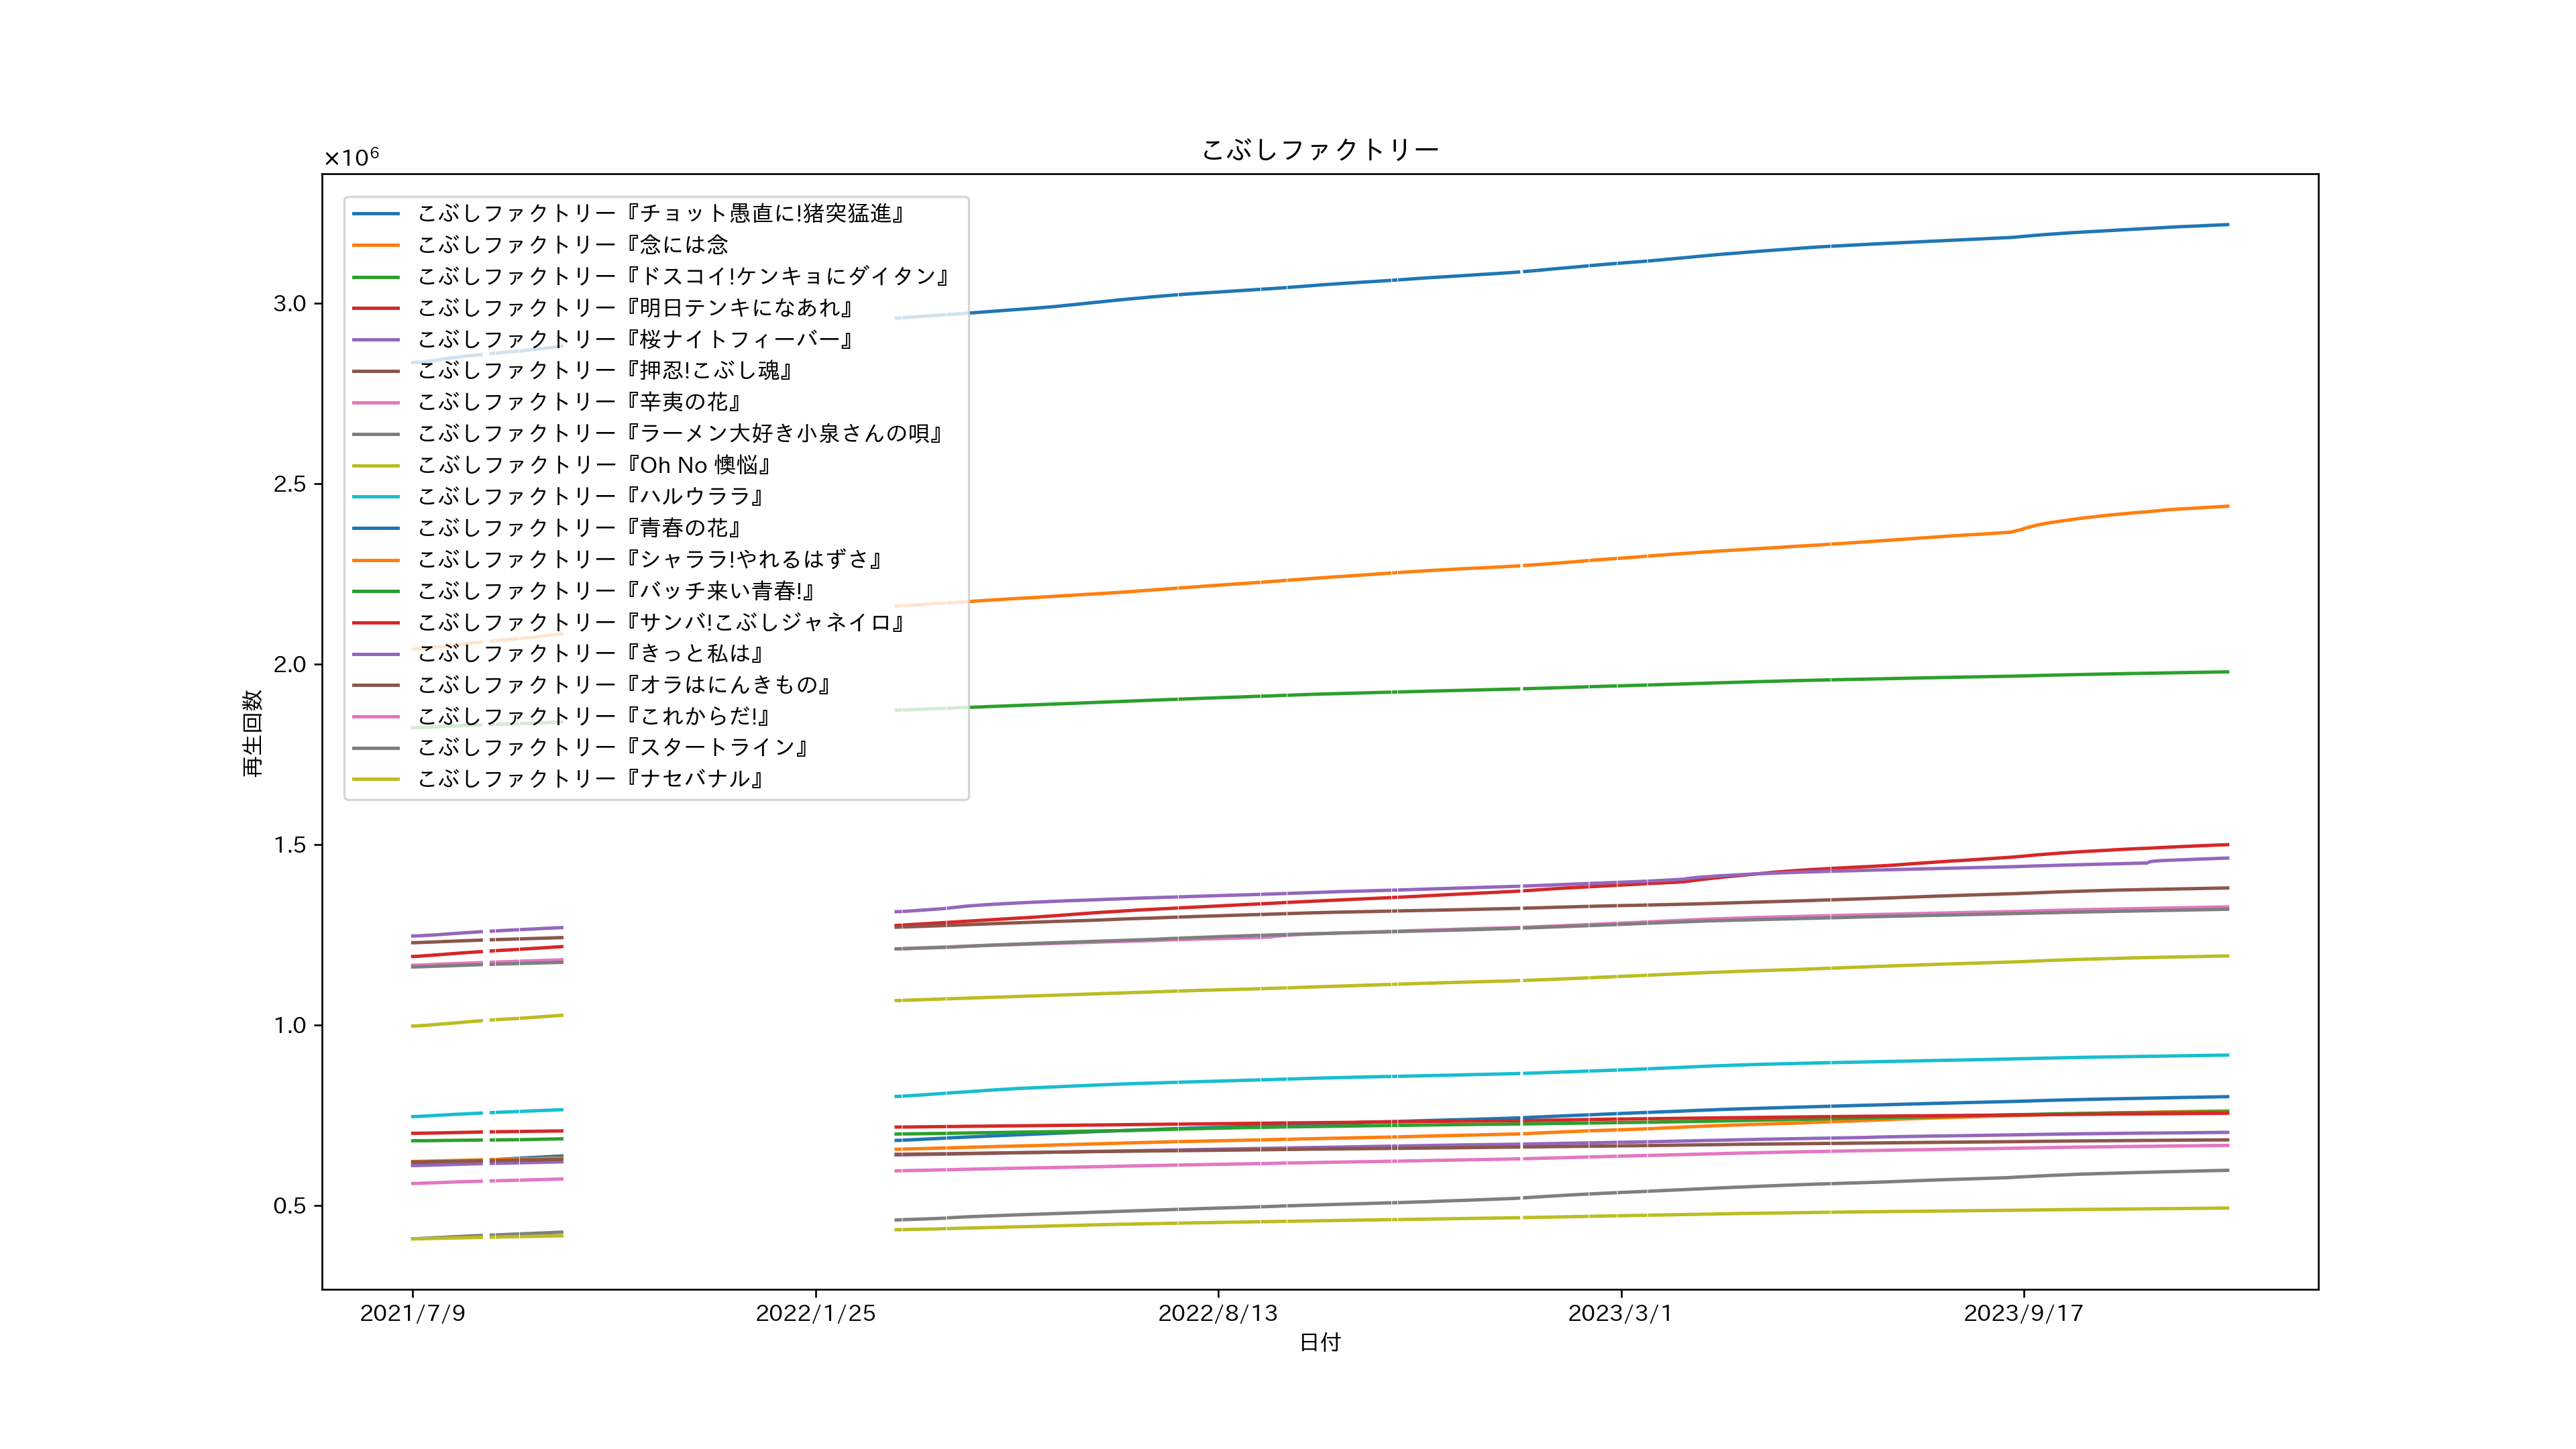 こぶしファクトリー
×10⁶
こぶしファクトリー『チョット愚直に!猪突猛進』
こぶしファクトリー『念には念
こぶしファクトリー『ドスコイ!ケンキョにダイタン』
こぶしファクトリー『明日テンキになあれ』
こぶしファクトリー『桜ナイトフィーバー』
こぶしファクトリー『押忍!こぶし魂』
こぶしファクトリー『辛夷の花』
こぶしファクトリー『ラーメン大好き小泉さんの唄』
こぶしファクトリー『Oh No 懊悩』
こぶしファクトリー『ハルウララ』
こぶしファクトリー『青春の花』
こぶしファクトリー『シャララ!やれるはずさ』
こぶしファクトリー『バッチ来い青春!』
こぶしファクトリー『サンバ!こぶしジャネイロ』
こぶしファクトリー『きっと私は』
こぶしファクトリー『オラはにんきもの』
こぶしファクトリー『これからだ!』
こぶしファクトリー『スタートライン』
こぶしファクトリー『ナセバナル』
3.0
2.5
2.0
1.5
1.0
0.5
再生回数
2021/7/9
2022/1/25
2022/8/13
2023/3/1
2023/9/17
日付